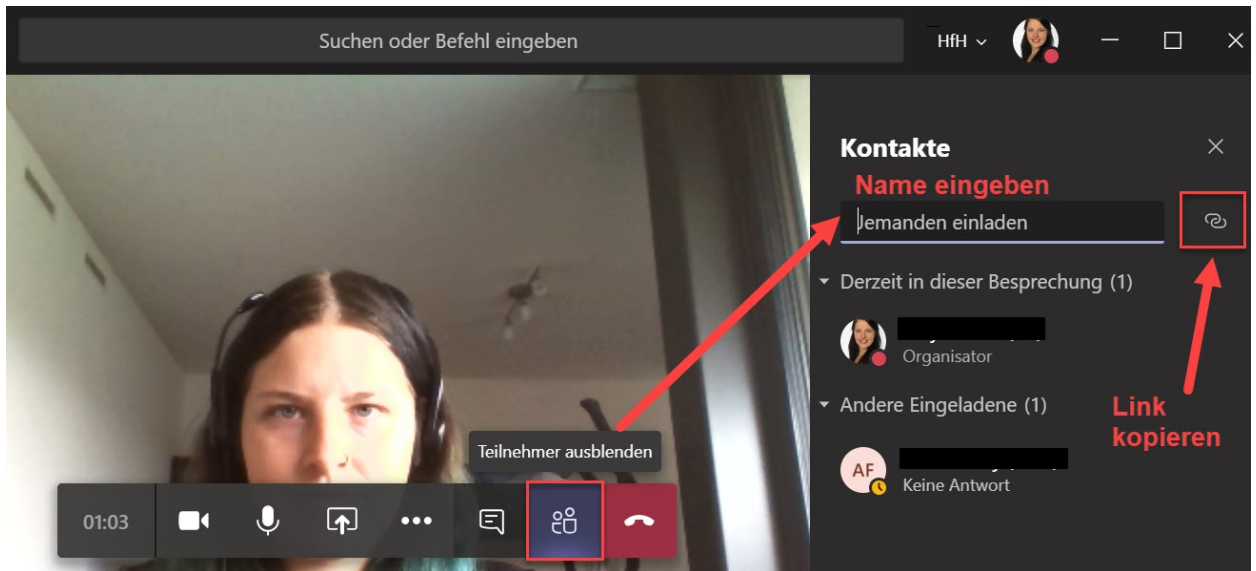 Suchen oder Befehl eingeben
HfH
Kontakte
Name eingeben
Jemanden einladen
Derzeit in dieser Besprechung (1)
Organisator
Andere Eingeladene (1)
Link
kopieren
AF
Keine Antwort
Teilnehmer ausblenden
01:03